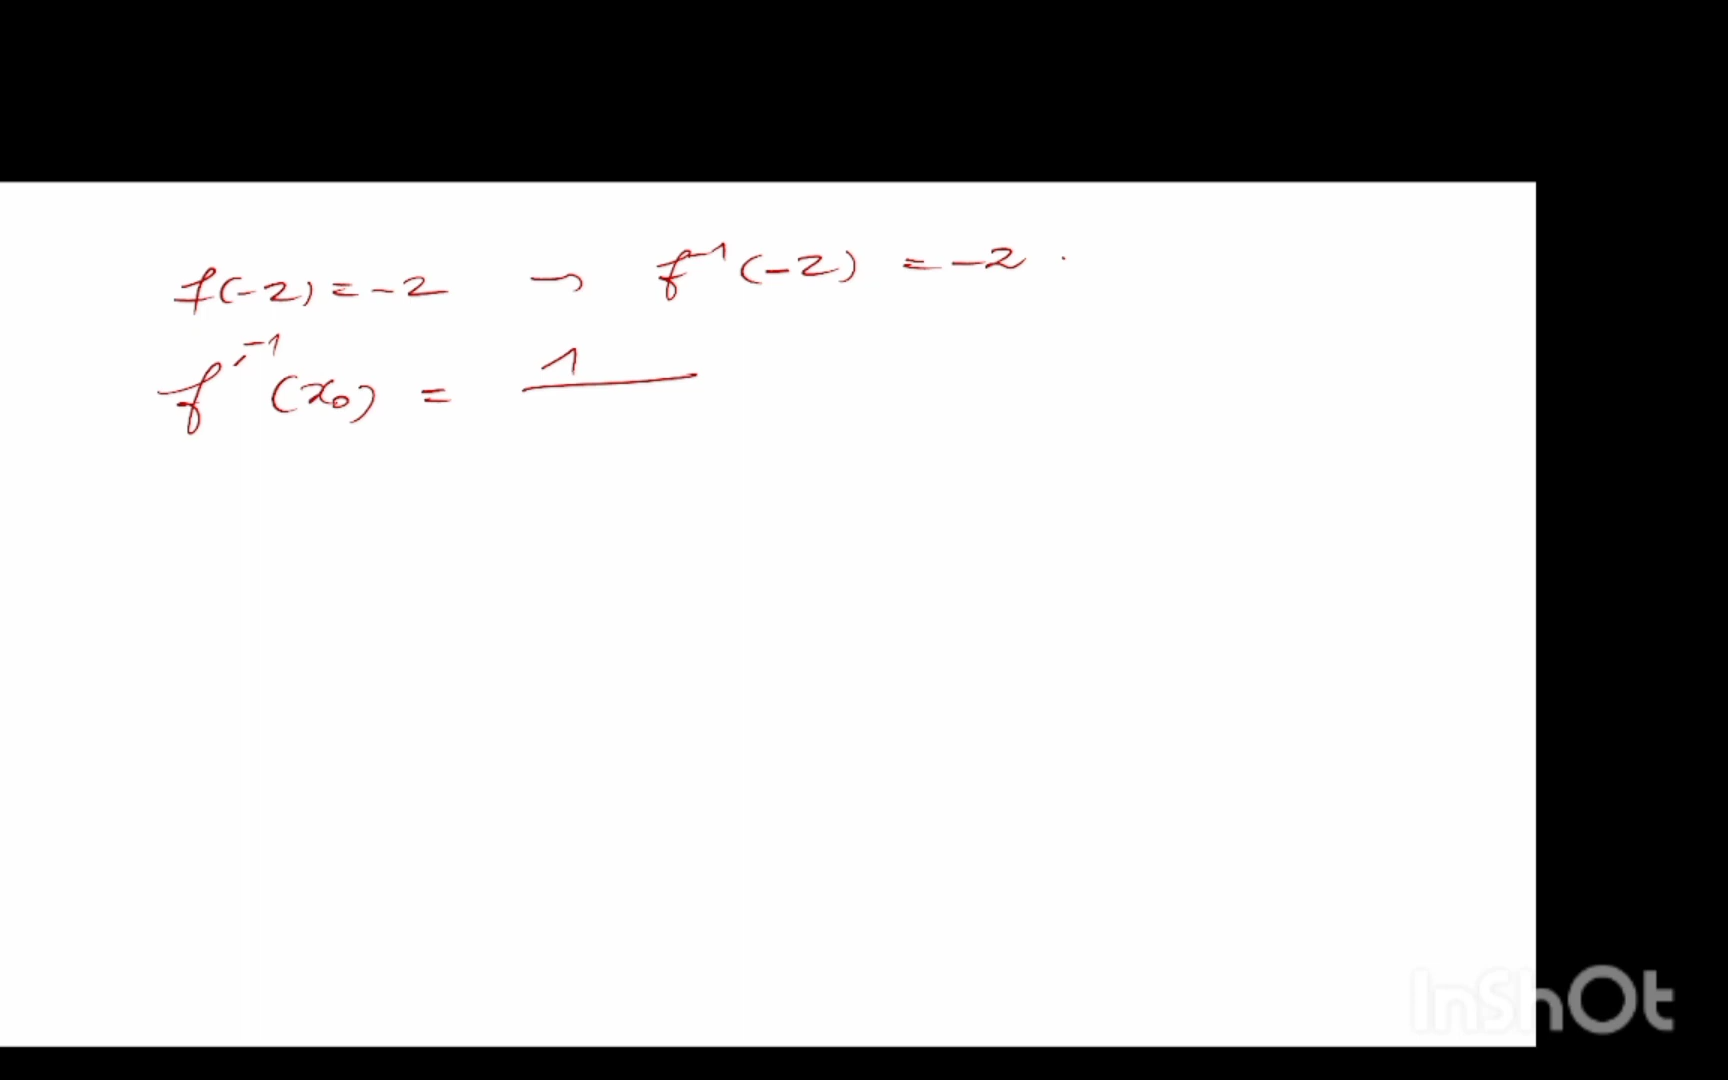 f(-2) = -2 → f⁻¹(-2) = -2 .
f'⁻¹(x₀) = 1/
InShOt